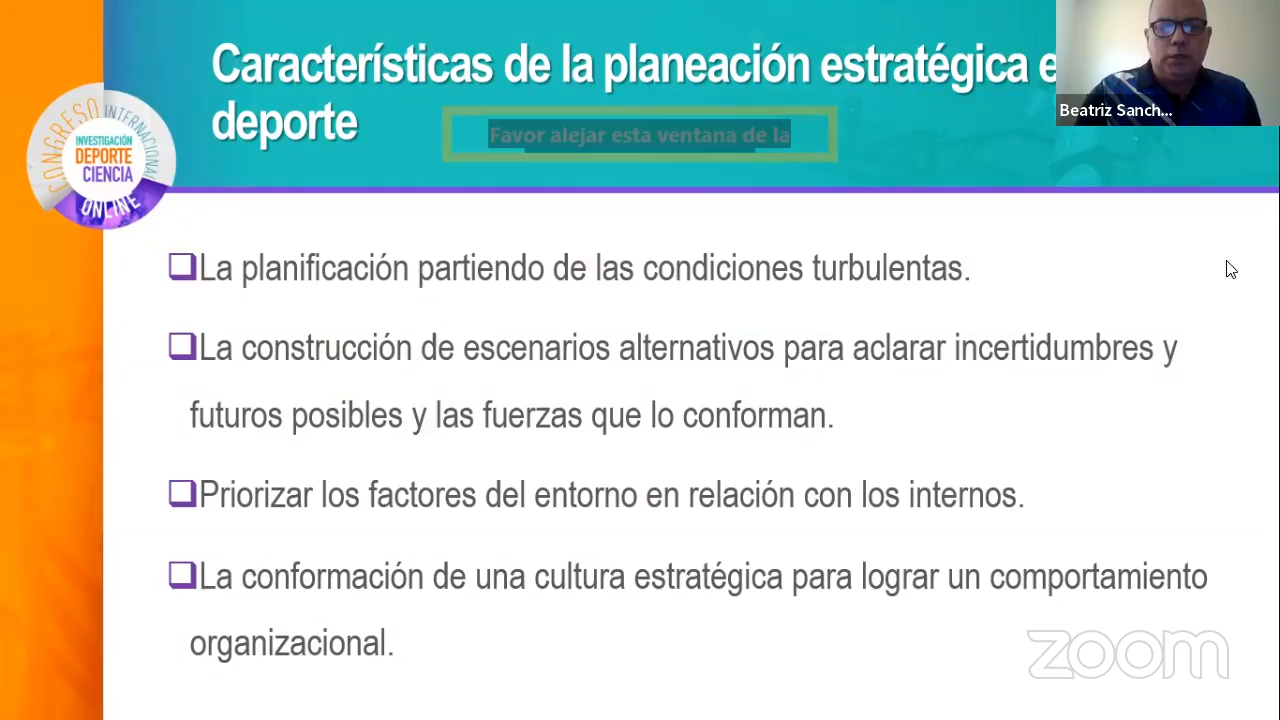 Características de la planeación estratégica e
deporte
Favor alejar esta ventana de la
Beatriz Sanch...
CONGRESO INTERNACIONAL
INVESTIGACIÓN
DEPORTE
CIENCIA
ONLINE
La planificación partiendo de las condiciones turbulentas.
La construcción de escenarios alternativos para aclarar incertidumbres y
futuros posibles y las fuerzas que lo conforman.
Priorizar los factores del entorno en relación con los internos.
La conformación de una cultura estratégica para lograr un comportamiento
organizacional.
zoom